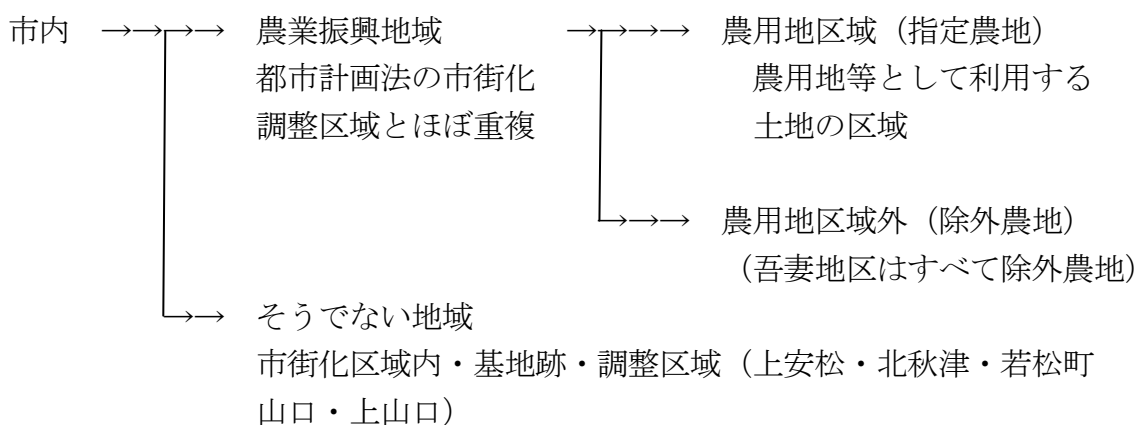 市内　→→→→→　農業振興地域　→→→→→　農用地区域（指定農地）
都市計画法の市街化　農用地等として利用する
調整区域とほぼ重複　土地の区域
→→→　農用地区域外（除外農地）
（吾妻地区はすべて除外農地）
→→　そうでない地域
市街化区域内・基地跡・調整区域（上安松・北秋津・若松町
山口・上山口）